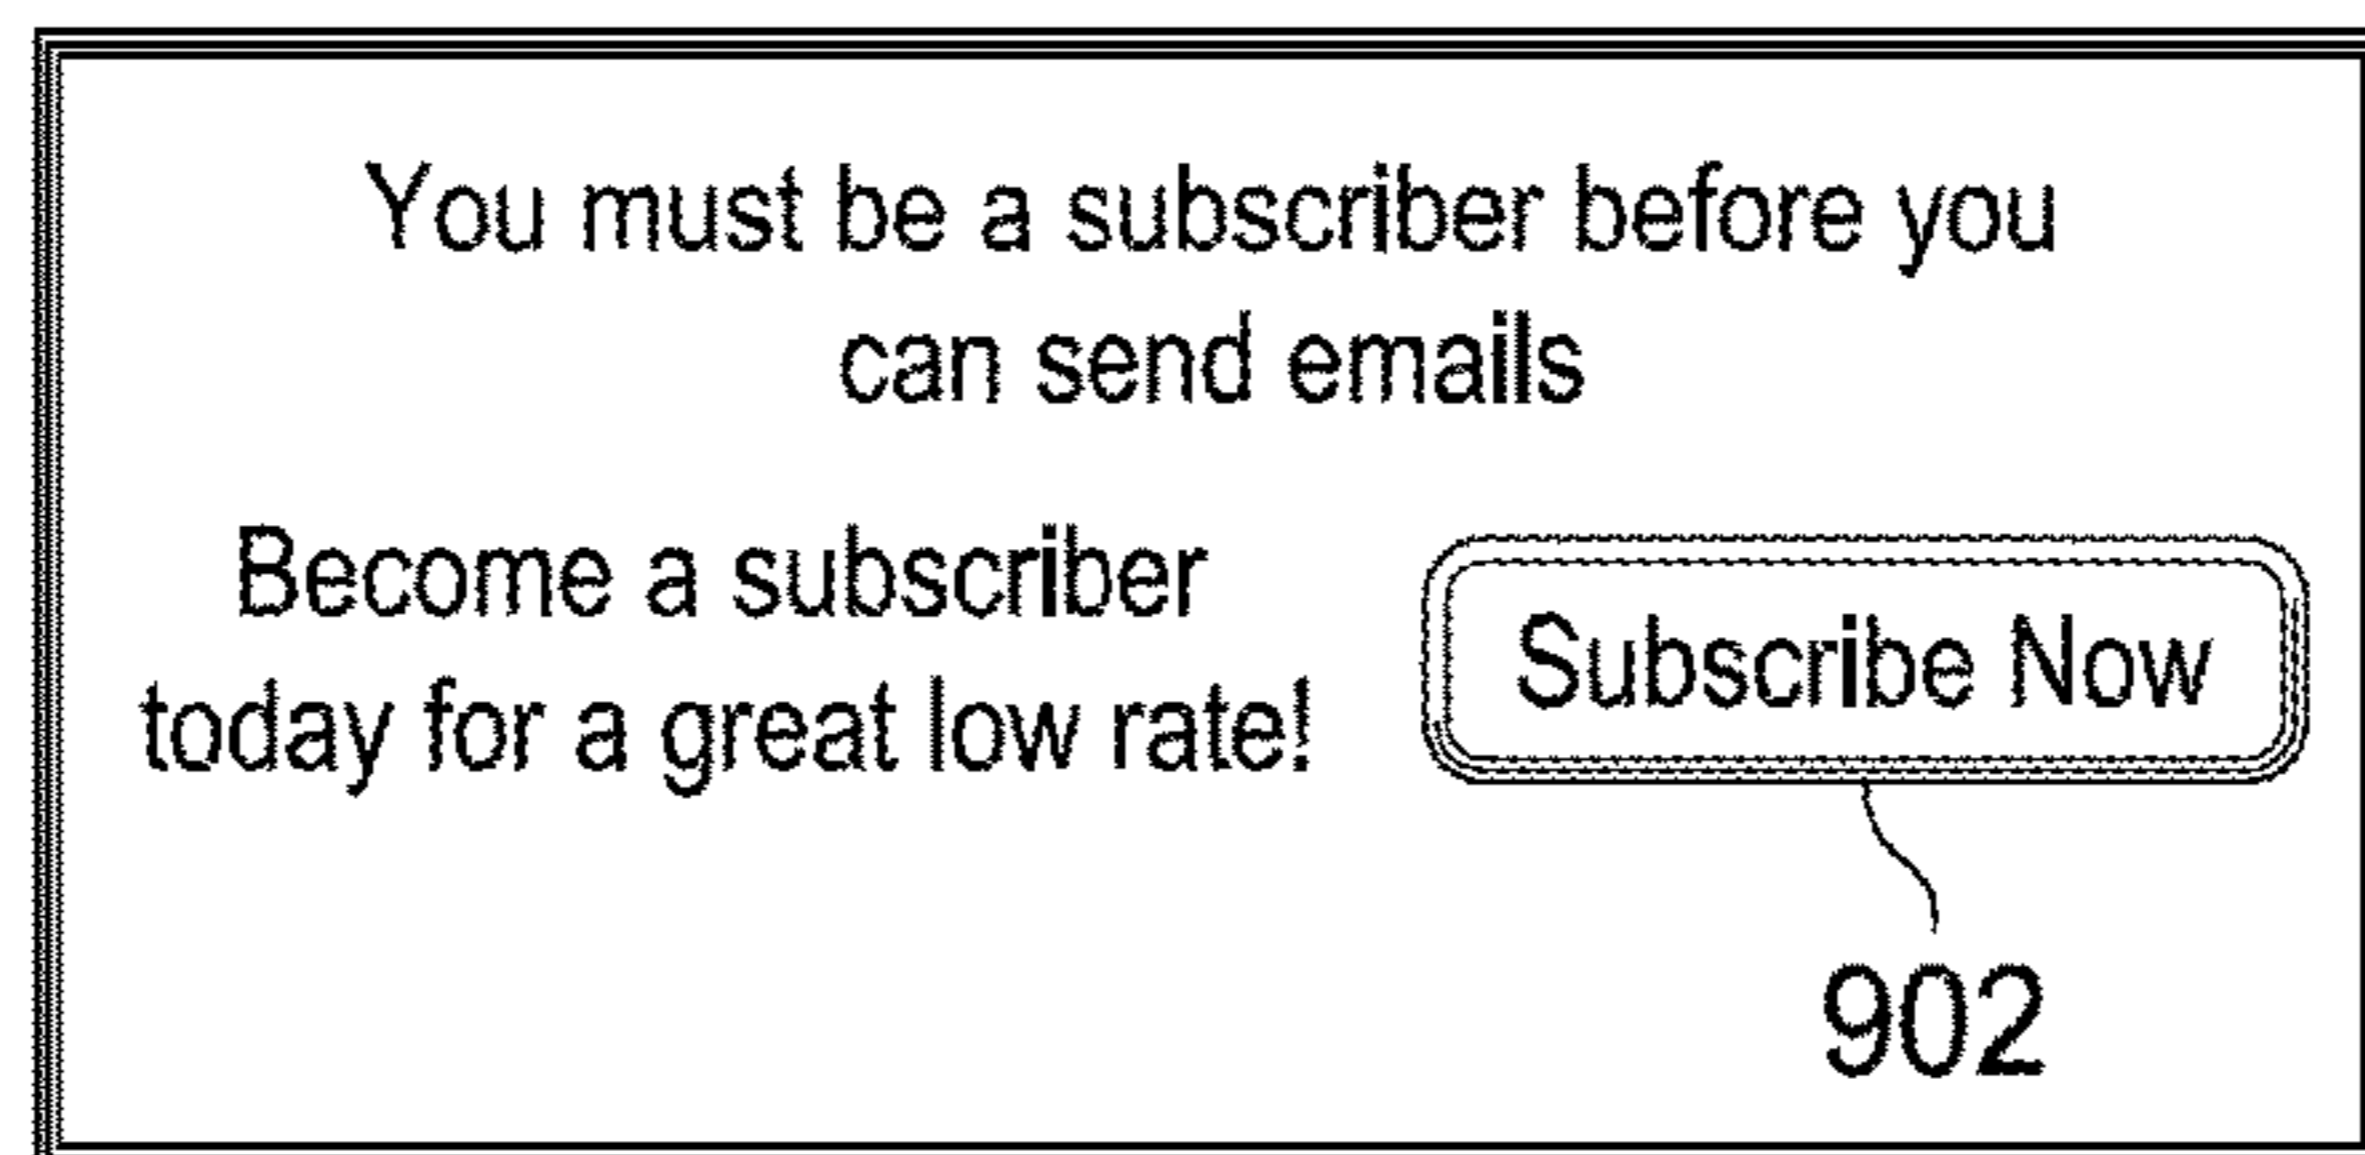 You must be a subscriber before you
can send emails
Become a subscriber
today for a great low rate!
Subscribe Now
902